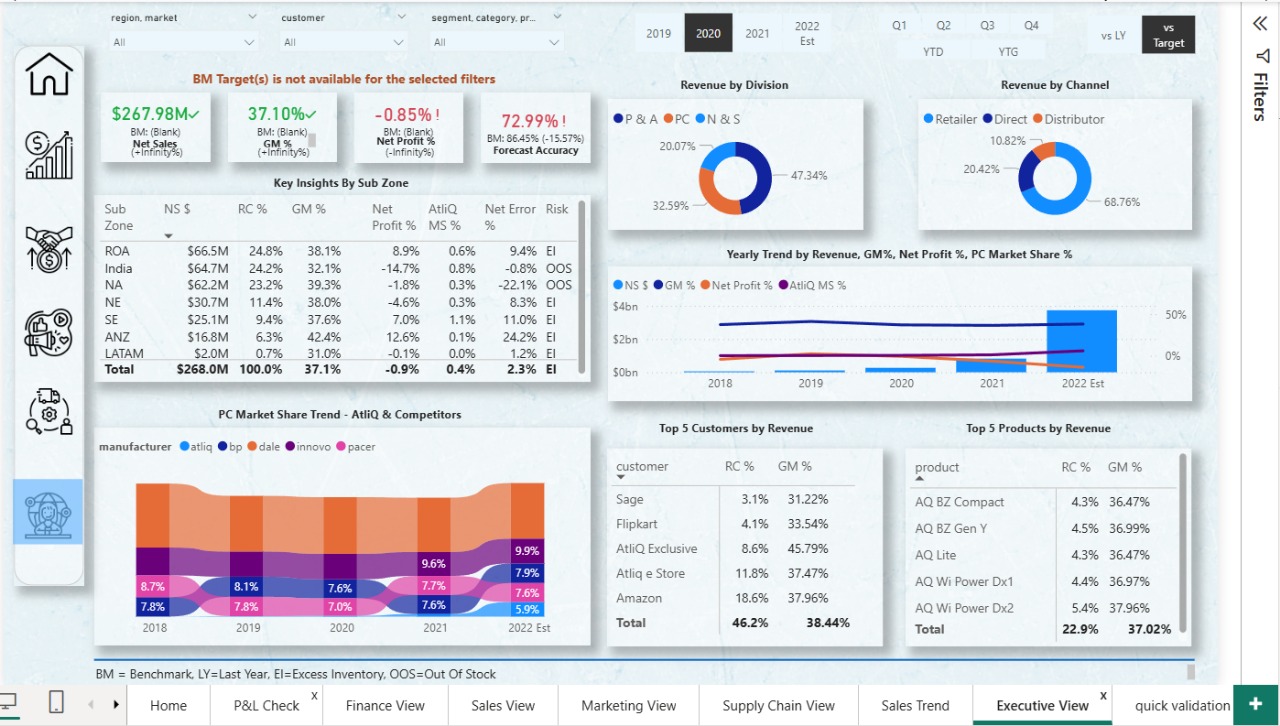 region, market
customer
segment, category, pr...
All
All
All
2019
2020
2021
2022 Est
Q1
Q2
Q3
Q4
YTD
YTG
vs LY
vs Target
Filters
BM Target(s) is not available for the selected filters
$267.98M
BM: (Blank)
Net Sales
(+Infinity%)
37.10%
BM: (Blank)
GM %
(+Infinity%)
-0.85% !
BM: (Blank)
Net Profit %
(-Infinity%)
72.99% !
BM: 86.45% (-15.57%)
Forecast Accuracy
Key Insights By Sub Zone
Sub Zone NS $ RC % GM % Net Profit % AtliQ MS % Net Error % Risk
ROA $66.5M 24.8% 38.1% 8.9% 0.6% 9.4% EI
India $64.7M 24.2% 32.1% -14.7% 0.8% -0.8% OOS
NA $62.2M 23.2% 39.3% -1.8% 0.3% -22.1% OOS
NE $30.7M 11.4% 38.0% -4.6% 0.3% 8.3% EI
SE $25.1M 9.4% 37.6% 7.0% 1.1% 11.0% EI
ANZ $16.8M 6.3% 42.4% 12.6% 0.1% 24.2% EI
LATAM $2.0M 0.7% 31.0% -0.1% 0.0% 1.2% EI
Total $268.0M 100.0% 37.1% -0.9% 0.4% 2.3% EI
Revenue by Division
P & A PC N & S
20.07%
47.34%
32.59%
Revenue by Channel
Retailer Direct Distributor
10.82%
20.42%
68.76%
Yearly Trend by Revenue, GM%, Net Profit %, PC Market Share %
NS $ GM % Net Profit % AtliQ MS %
$4bn
$2bn
$0bn
50%
0%
2018 2019 2020 2021 2022 Est
PC Market Share Trend - AtliQ & Competitors
manufacturer atliq bp dale innovo pacer
8.7%
7.8%
8.1%
7.8%
7.6%
7.0%
9.6%
7.7%
7.6%
9.9%
7.9%
7.6%
5.9%
2018 2019 2020 2021 2022 Est
Top 5 Customers by Revenue
customer RC % GM %
Sage 3.1% 31.22%
Flipkart 4.1% 33.54%
AtliQ Exclusive 8.6% 45.79%
Atliq e Store 11.8% 37.47%
Amazon 18.6% 37.96%
Total 46.2% 38.44%
Top 5 Products by Revenue
product RC % GM %
AQ BZ Compact 4.3% 36.47%
AQ BZ Gen Y 4.5% 36.99%
AQ Lite 4.3% 36.47%
AQ Wi Power Dx1 4.4% 36.97%
AQ Wi Power Dx2 5.4% 37.96%
Total 22.9% 37.02%
BM = Benchmark, LY=Last Year, EI=Excess Inventory, OOS=Out Of Stock
Home
P&L Check x
Finance View
Sales View
Marketing View
Supply Chain View
Sales Trend
Executive View x
quick validation
+